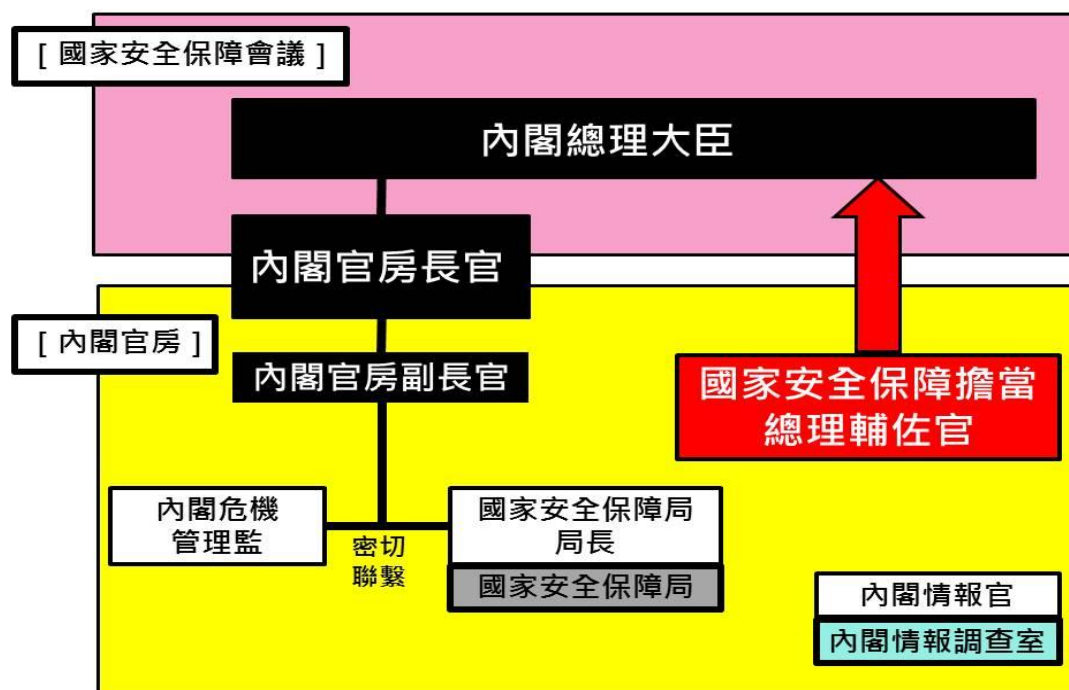 [ 國家安全保障會議 ]
內閣總理大臣
內閣官房長官
[ 內閣官房 ]
內閣官房副長官
國家安全保障擔當
總理輔佐官
內閣危機
管理監
密切
聯繫
國家安全保障局
局長
國家安全保障局
內閣情報官
內閣情報調查室